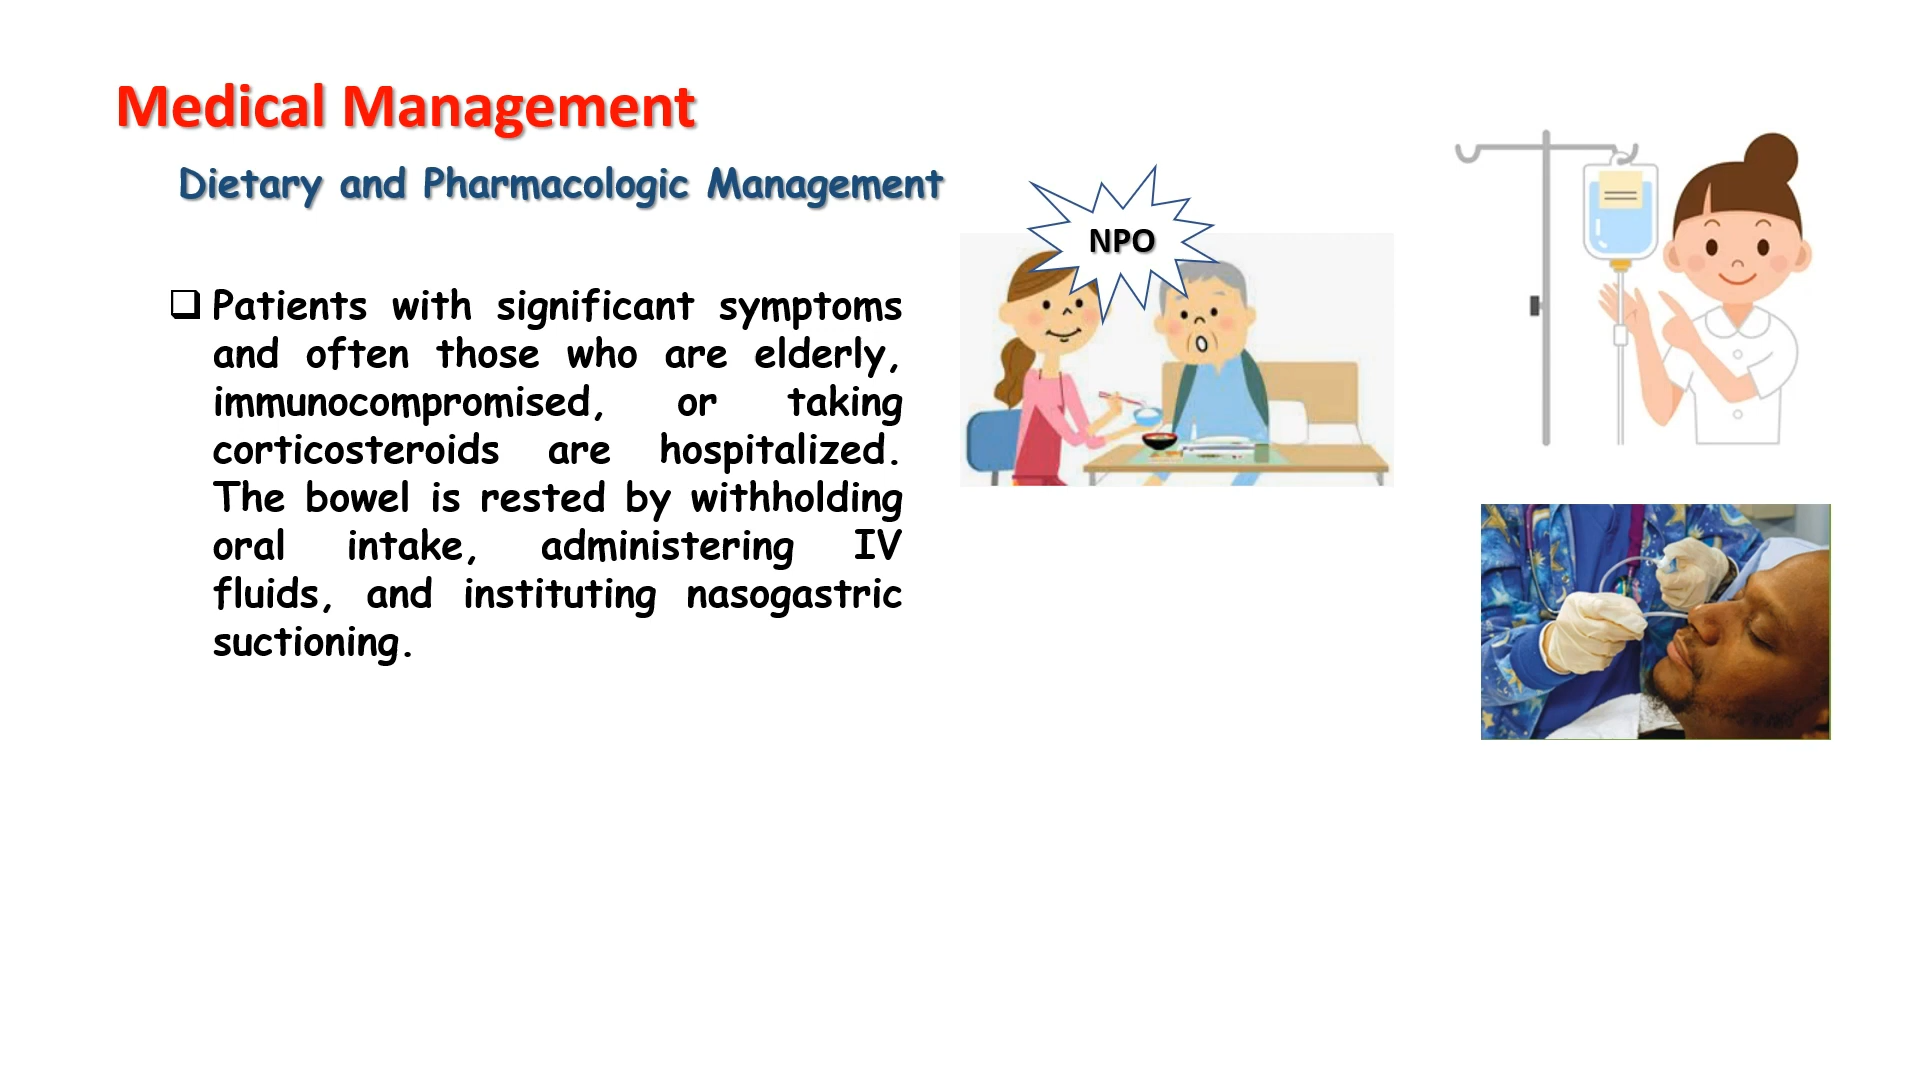 Medical Management
Dietary and Pharmacologic Management
NPO
Patients with significant symptoms
and often those who are elderly,
immunocompromised, or taking
corticosteroids are hospitalized.
The bowel is rested by withholding
oral intake, administering IV
fluids, and instituting nasogastric
suctioning.